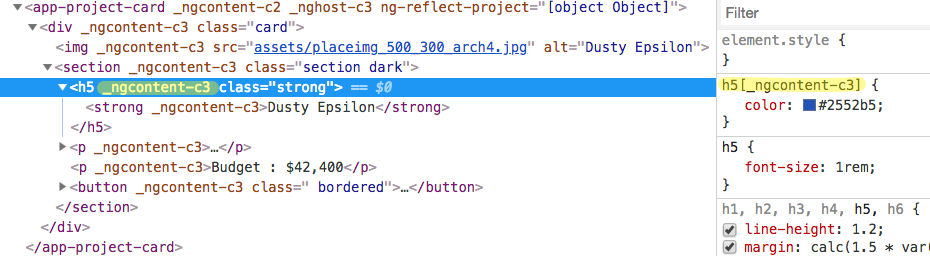 ▼<app-project-card _ngcontent-c2 _nghost-c3 ng-reflect-project="[object Object]">
▼<div _ngcontent-c3 class="card">
<img _ngcontent-c3 src="assets/placeimg_500_300_arch4.jpg" alt="Dusty Epsilon">
▼<section _ngcontent-c3 class="section dark">
▼<h5 _ngcontent-c3 class="strong"> == $0
<strong _ngcontent-c3>Dusty Epsilon</strong>
</h5>
▶<p _ngcontent-c3>…</p>
<p _ngcontent-c3>Budget : $42,400</p>
▶<button _ngcontent-c3 class=" bordered">…</button>
</section>
</div>
</app-project-card>
Filter
element.style {
}
h5[_ngcontent-c3] {
color: #2552b5;
}
h5 {
font-size: 1rem;
}
h1, h2, h3, h4, h5, h6 {
line-height: 1.2;
margin: calc(1.5 * var(